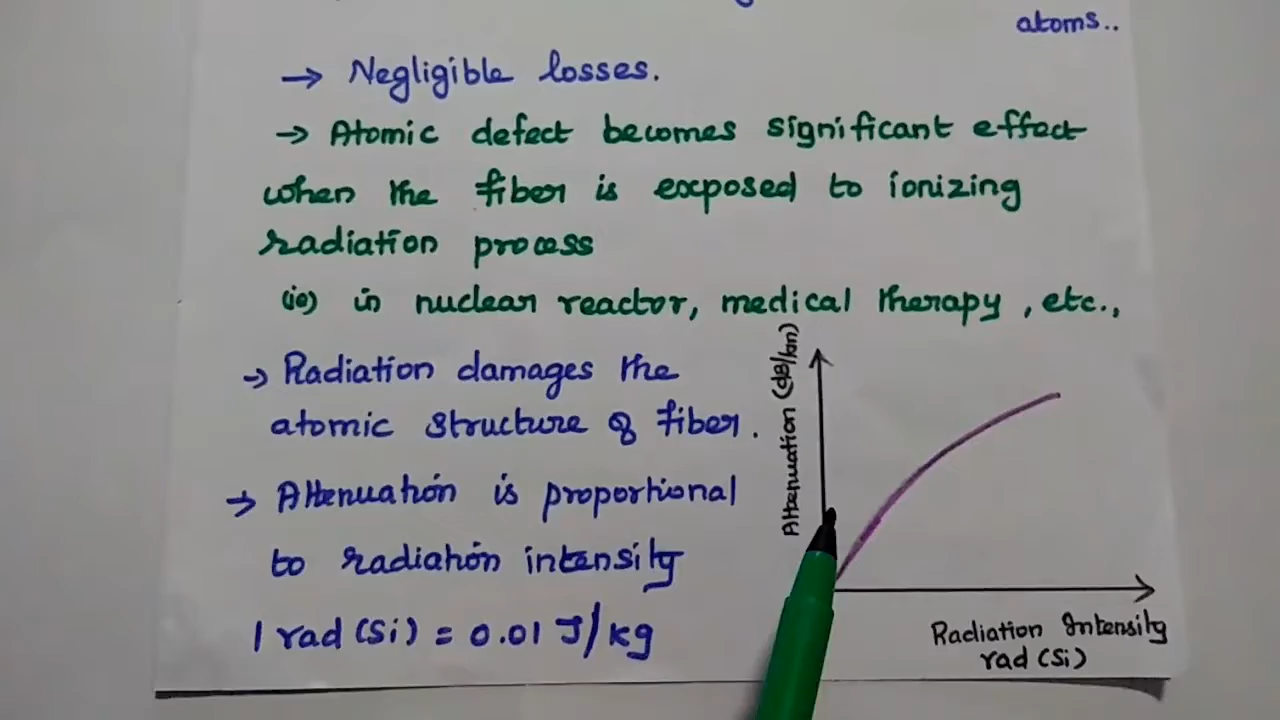 atoms..
→ Negligible losses.
→ Atomic defect becomes significant effect
when the fiber is exposed to ionizing
radiation process
(ie) in nuclear reactor, medical therapy, etc.,
→ Radiation damages the
atomic structure of fiber.
→ Attenuation is proportional
to radiation intensity
1 rad (Si) = 0.01 J/kg
Attenuation (dB/km)
Radiation Intensity
rad (Si)